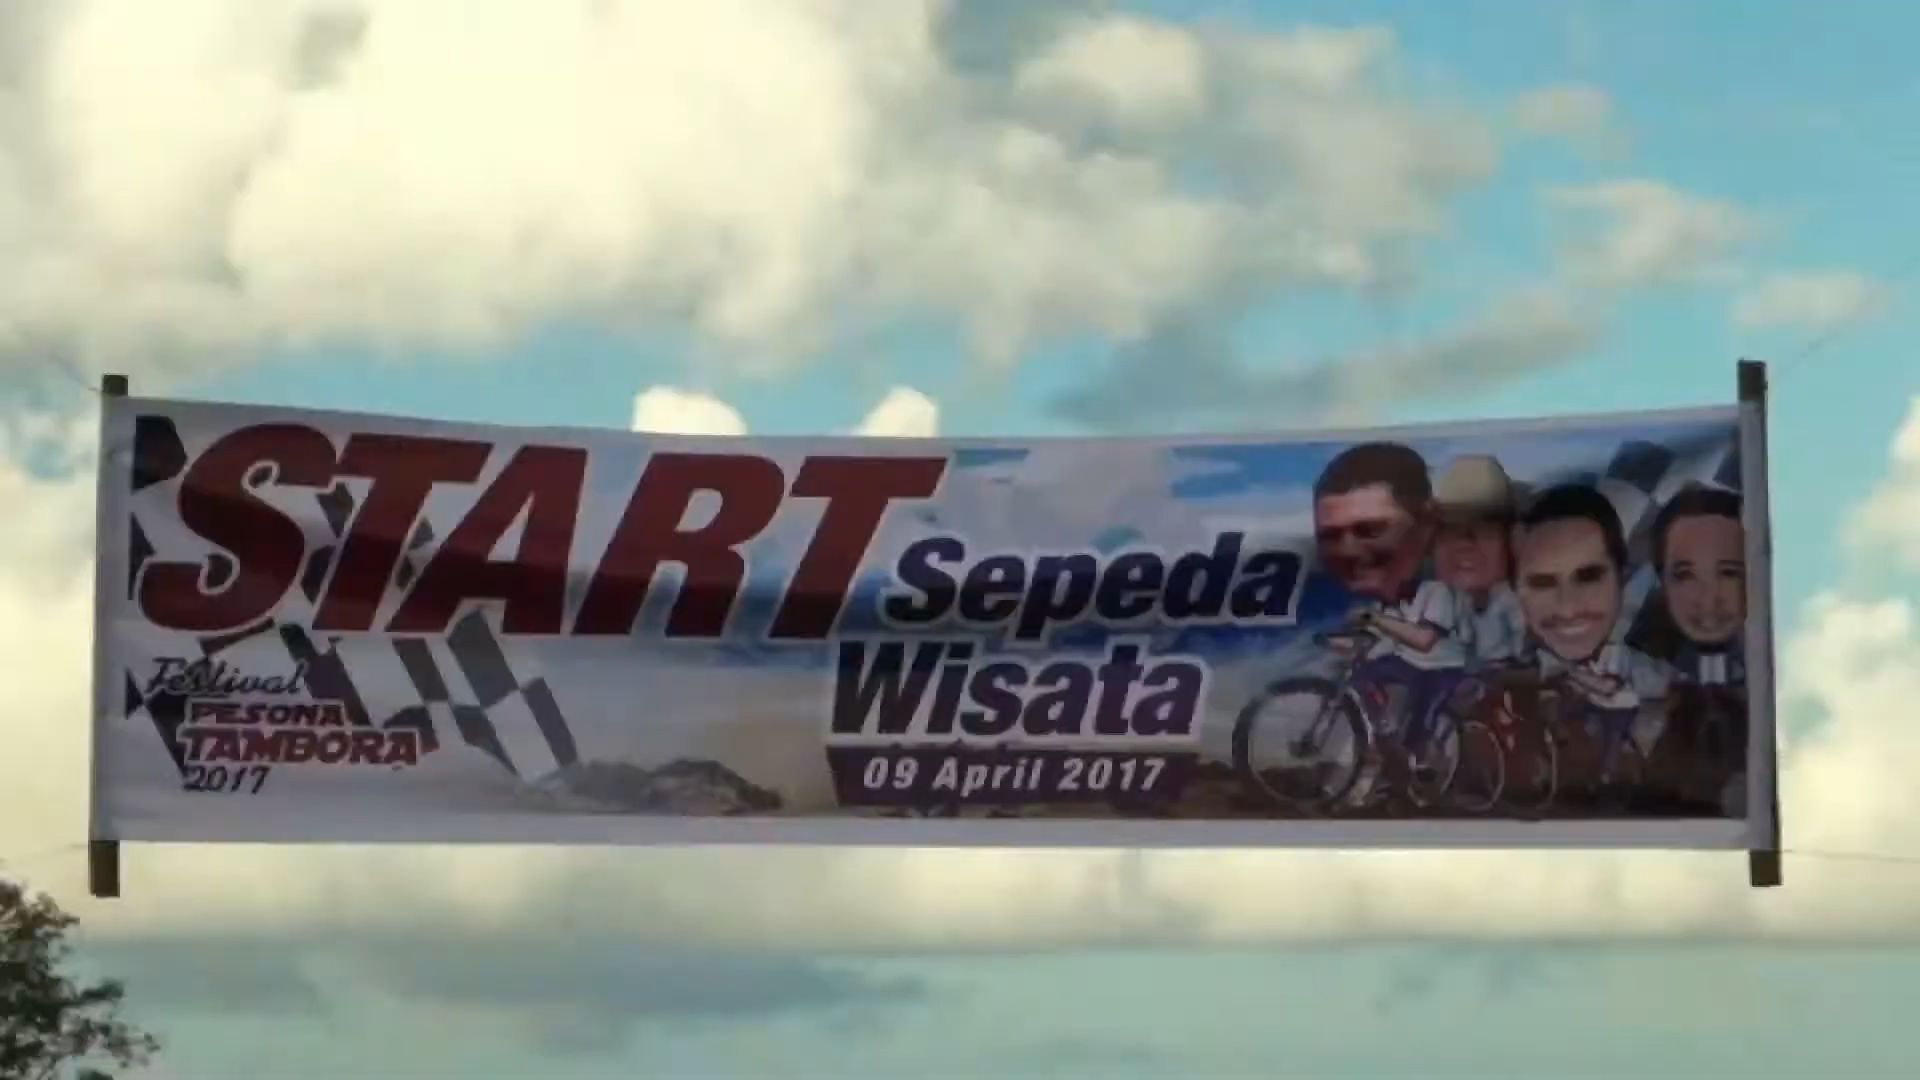 START
Sepeda
Wisata
09 April 2017
Festival
PESONA
TAMBORA
2017